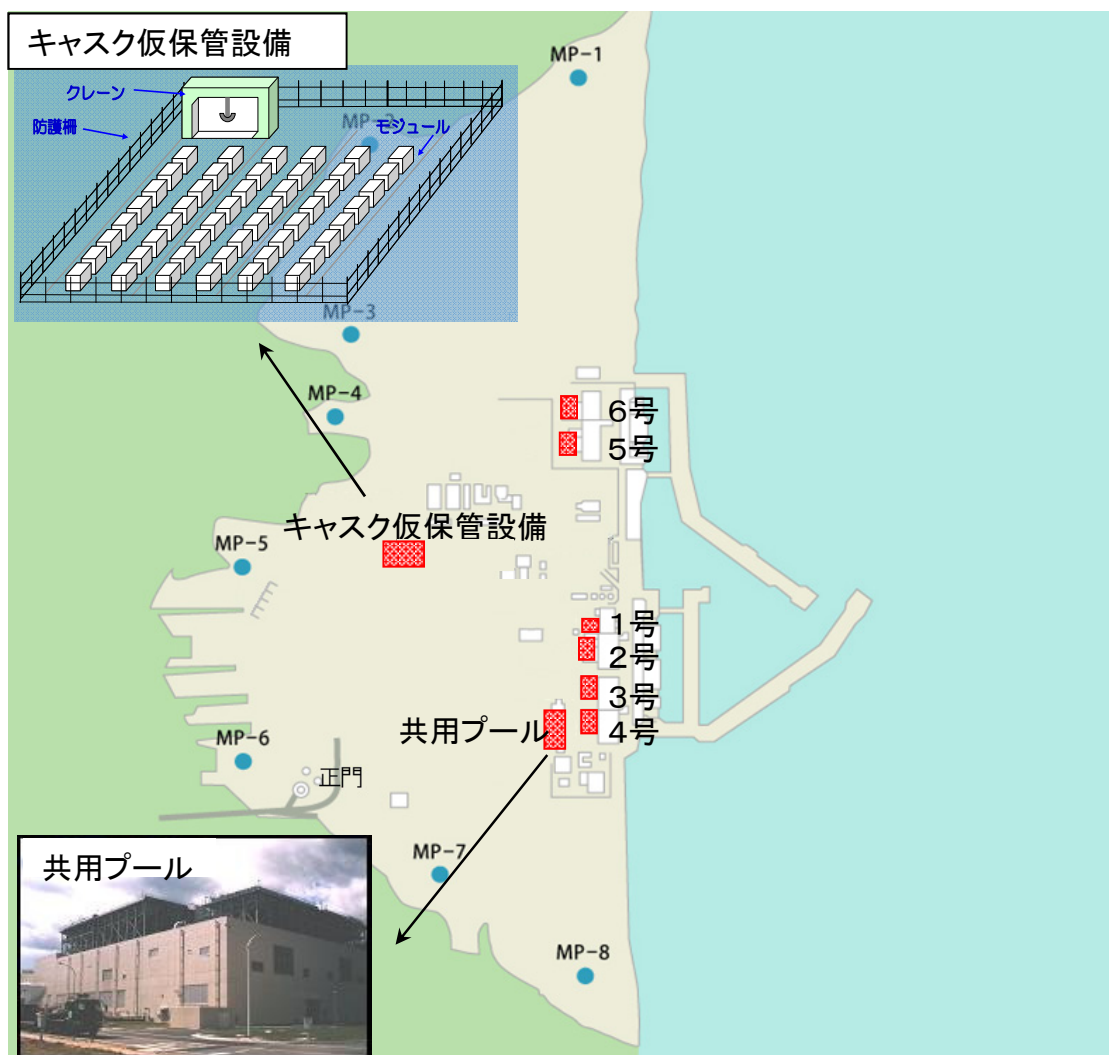 キャスク仮保管設備
MP-1
クレーン
防護柵
MP-2
モジュール
MP-3
MP-4
６号
５号
キャスク仮保管設備
MP-5
１号
２号
３号
共用プール
４号
MP-6
正門
MP-7
共用プール
MP-8